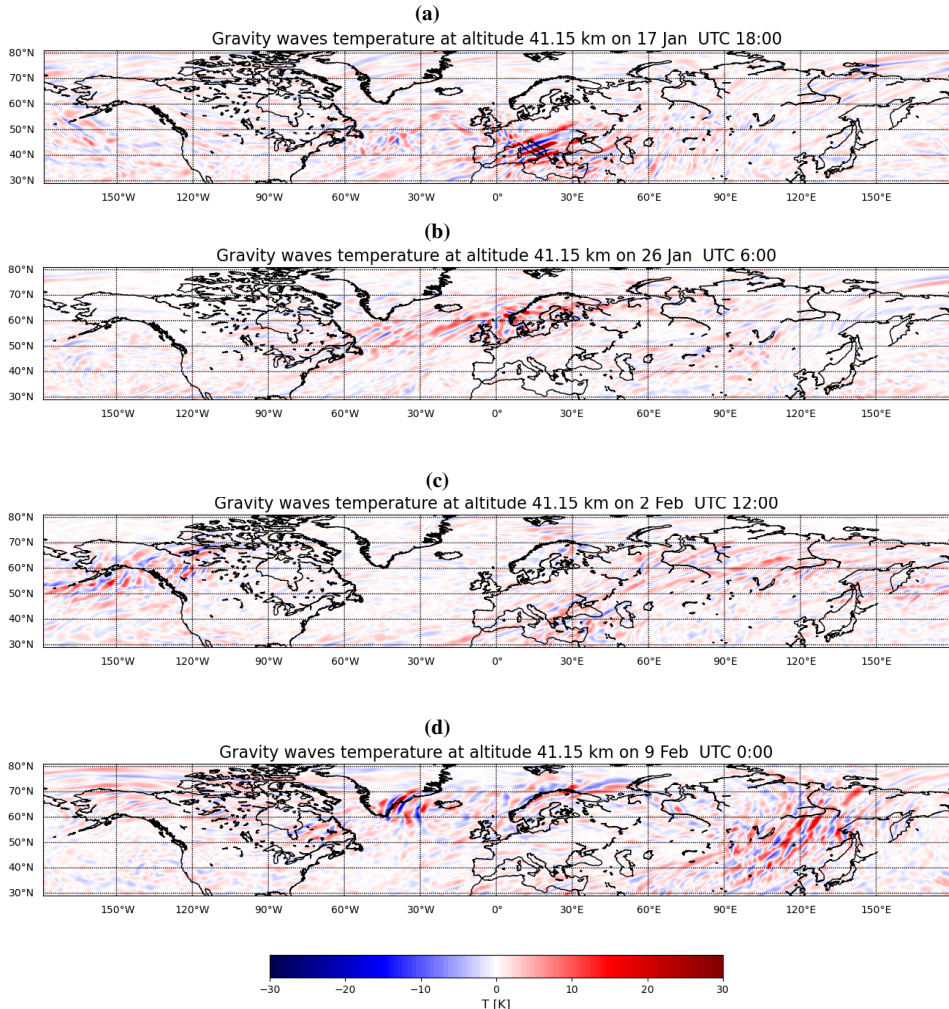 (a)
Gravity waves temperature at altitude 41.15 km on 17 Jan  UTC 18:00
80°N
70°N
60°N
50°N
40°N
30°N
150°W 120°W 90°W 60°W 30°W 0° 30°E 60°E 90°E 120°E 150°E
(b)
Gravity waves temperature at altitude 41.15 km on 26 Jan  UTC 6:00
80°N
70°N
60°N
50°N
40°N
30°N
150°W 120°W 90°W 60°W 30°W 0° 30°E 60°E 90°E 120°E 150°E
(c)
Gravity waves temperature at altitude 41.15 km on 2 Feb  UTC 12:00
80°N
70°N
60°N
50°N
40°N
30°N
150°W 120°W 90°W 60°W 30°W 0° 30°E 60°E 90°E 120°E 150°E
(d)
Gravity waves temperature at altitude 41.15 km on 9 Feb  UTC 0:00
80°N
70°N
60°N
50°N
40°N
30°N
150°W 120°W 90°W 60°W 30°W 0° 30°E 60°E 90°E 120°E 150°E
−30 −20 −10 0 10 20 30
T [K]